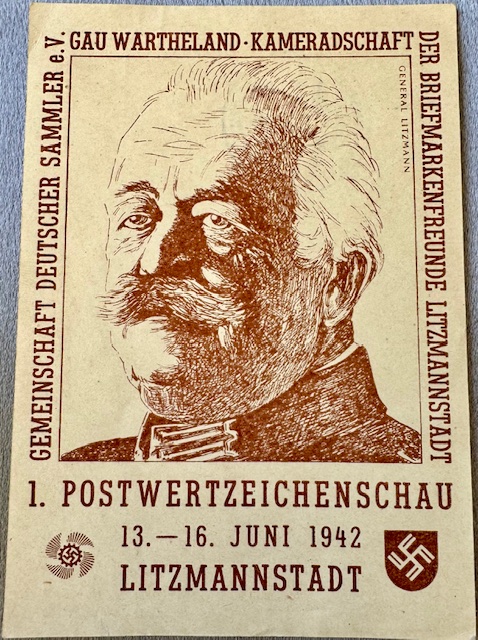 GEMEINSCHAFT DEUTSCHER SAMMLER e.V.
GAU WARTHELAND · KAMERADSCHAFT
DER BRIEFMARKENFREUNDE LITZMANNSTADT
GENERAL LITZMANN
1. POSTWERTZEICHENSCHAU
13. — 16. JUNI 1942
LITZMANNSTADT